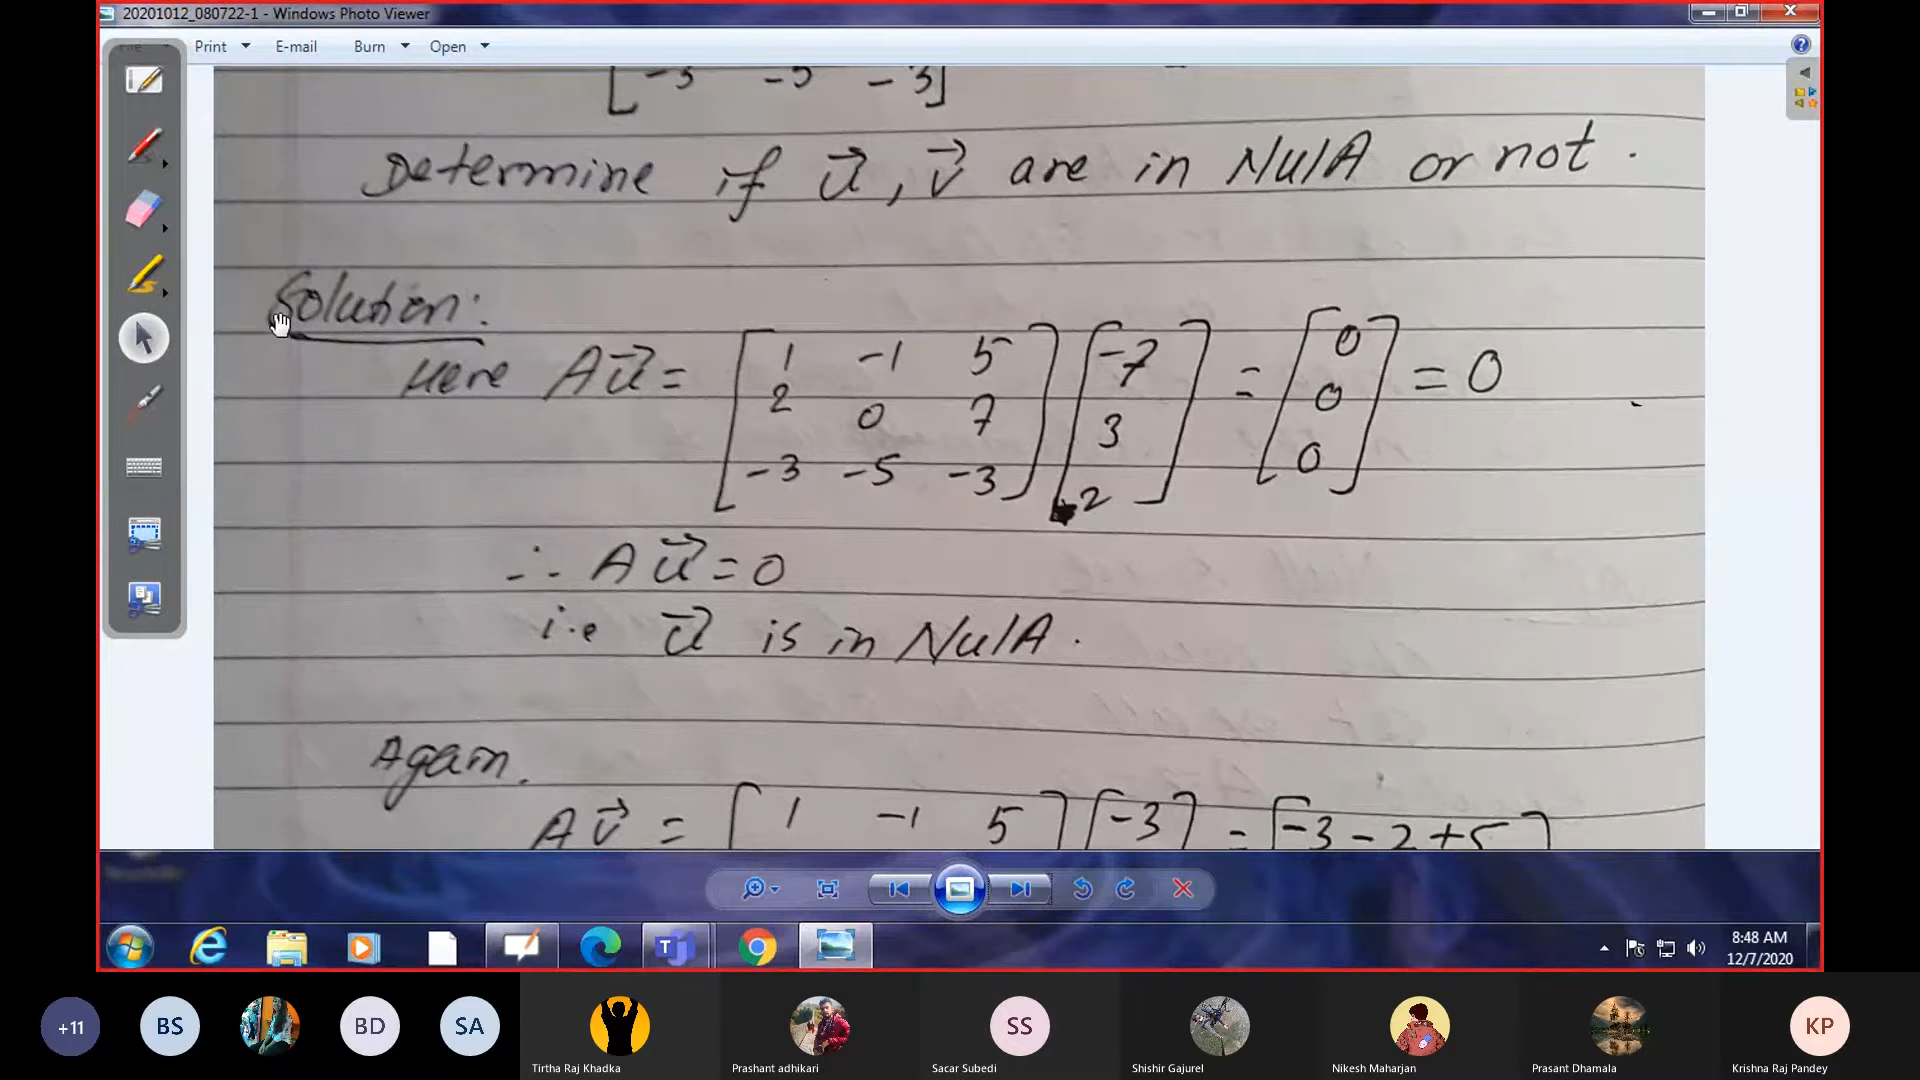 20201012_080722-1 - Windows Photo Viewer
File Print E-mail Burn Open
-3 -5 -3
Determine if u⃗, v⃗ are in NulA or not.
Solution:
Here Au⃗ = [1 -1 5] [-7] = [0] = 0
2 0 7 3 0
-3 -5 -3 2 0
∴ Au⃗ = 0
i.e u⃗ is in NulA.
Again,
Av⃗ = [1 -1 5] [-3] = [-3 - 2 + 5]
8:48 AM
12/7/2020
+11 BS BD SA SS KP
Tirtha Raj Khadka Prashant adhikari Sacar Subedi Shishir Gajurel Nikesh Maharjan Prasant Dhamala Krishna Raj Pandey